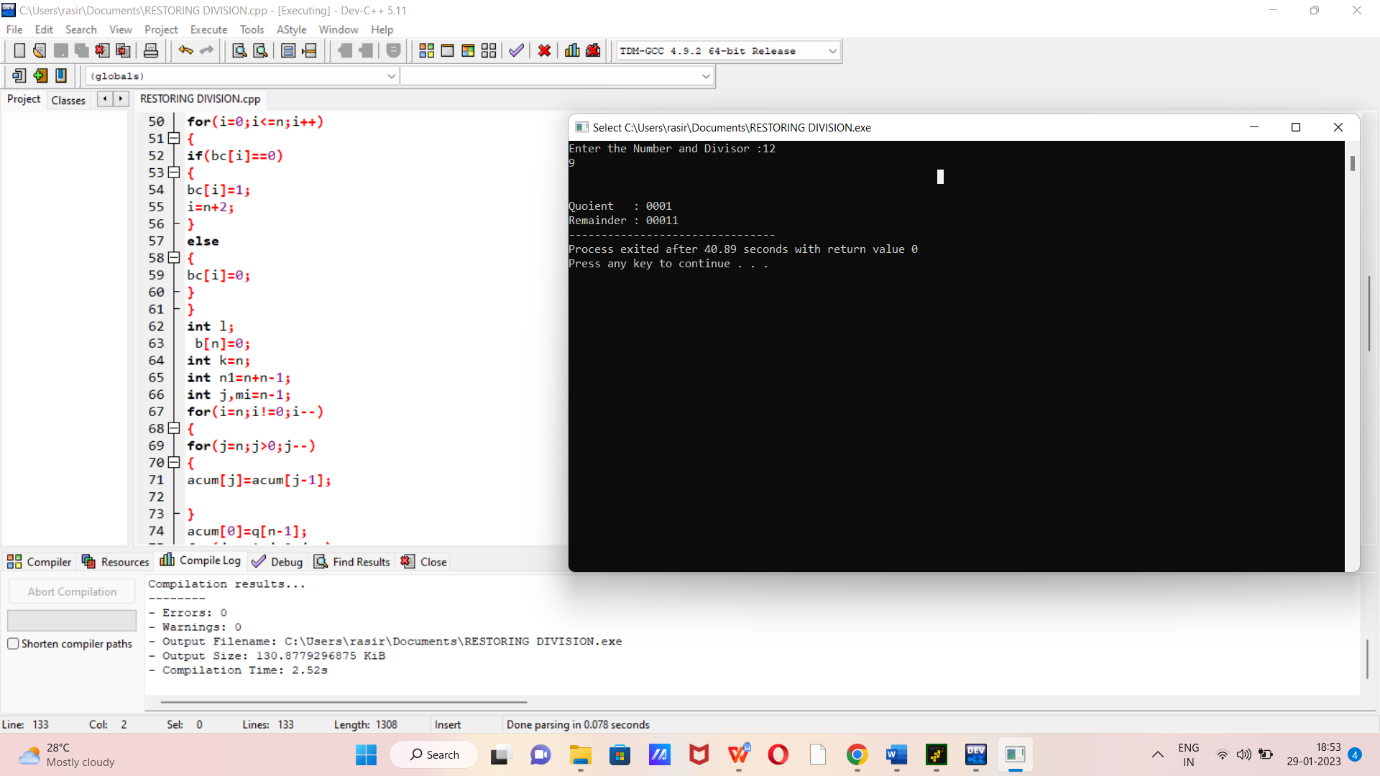 C:\Users\rasir\Documents\RESTORING DIVISION.cpp - [Executing] - Dev-C++ 5.11
File Edit Search View Project Execute Tools AStyle Window Help
TDM-GCC 4.9.2 64-bit Release
(globals)
Project Classes RESTORING DIVISION.cpp
50 for(i=0;i<=n;i++)
51 {
52 if(bc[i]==0)
53 {
54 bc[i]=1;
55 i=n+2;
56 }
57 else
58 {
59 bc[i]=0;
60 }
61 }
62 int l;
63 b[n]=0;
64 int k=n;
65 int n1=n+n-1;
66 int j,mi=n-1;
67 for(i=n;i!=0;i--)
68 {
69 for(j=n;j>0;j--)
70 {
71 acum[j]=acum[j-1];
72
73 }
74 acum[0]=q[n-1];
Select C:\Users\rasir\Documents\RESTORING DIVISION.exe
Enter the Number and Divisor :12
9
Quoient : 0001
Remainder : 00011
--------------------------------
Process exited after 40.89 seconds with return value 0
Press any key to continue . . .
Compiler Resources Compile Log Debug Find Results Close
Abort Compilation
Shorten compiler paths
Compilation results...
--------
- Errors: 0
- Warnings: 0
- Output Filename: C:\Users\rasir\Documents\RESTORING DIVISION.exe
- Output Size: 130.8779296875 KiB
- Compilation Time: 2.52s
Line: 133 Col: 2 Sel: 0 Lines: 133 Length: 1308 Insert Done parsing in 0.078 seconds
28°C
Mostly cloudy
Search
DEV
ENG
IN
18:53
29-01-2023
4